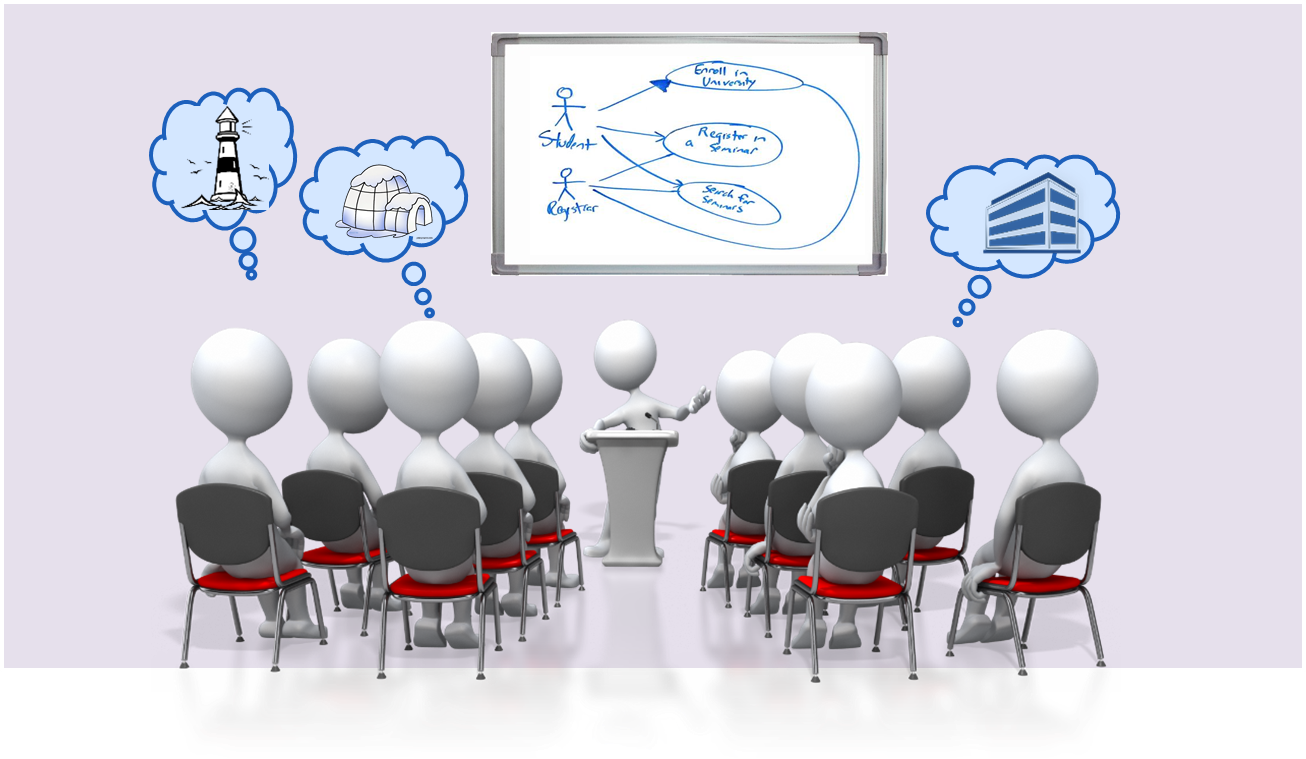 Enroll in
University
Student
Register in
a Seminar
Registrar
Search for
Seminars